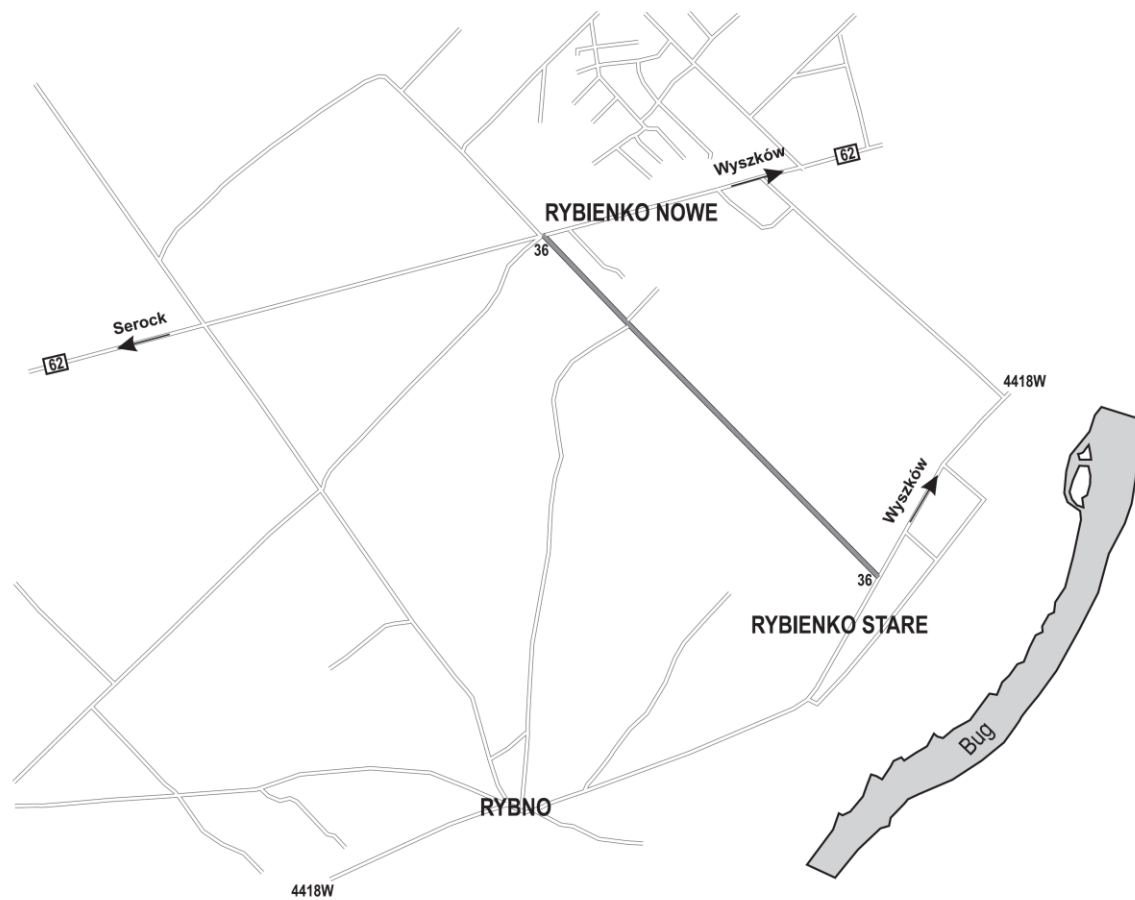 Wyszków
62
RYBIENKO NOWE
36
Serock
62
4418W
Wyszków
36
RYBIENKO STARE
Bug
RYBNO
4418W